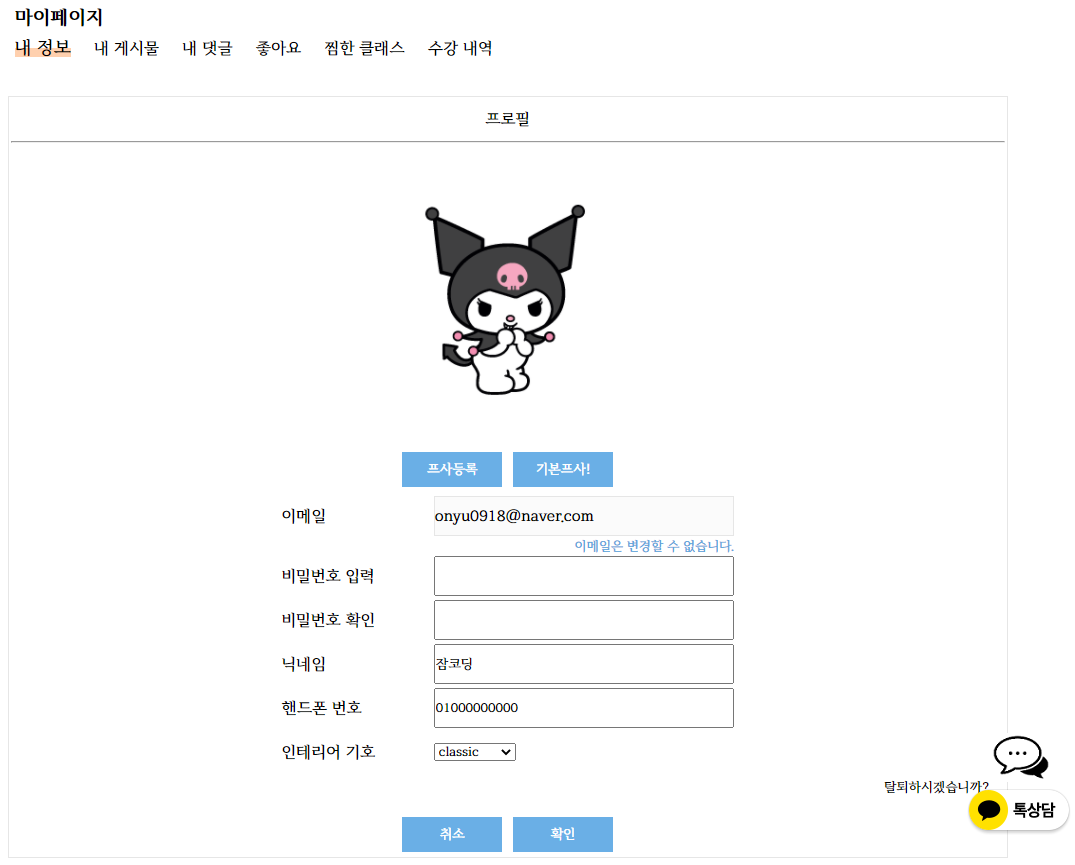 마이페이지
내 정보 내 게시물 내 댓글 좋아요 찜한 클래스 수강 내역
프로필
프사등록 기본프사!
이메일 onyu0918@naver.com
이메일은 변경할 수 없습니다.
비밀번호 입력
비밀번호 확인
닉네임 잠코딩
핸드폰 번호 01000000000
인테리어 기호 classic
탈퇴하시겠습니까?
톡상담
취소 확인